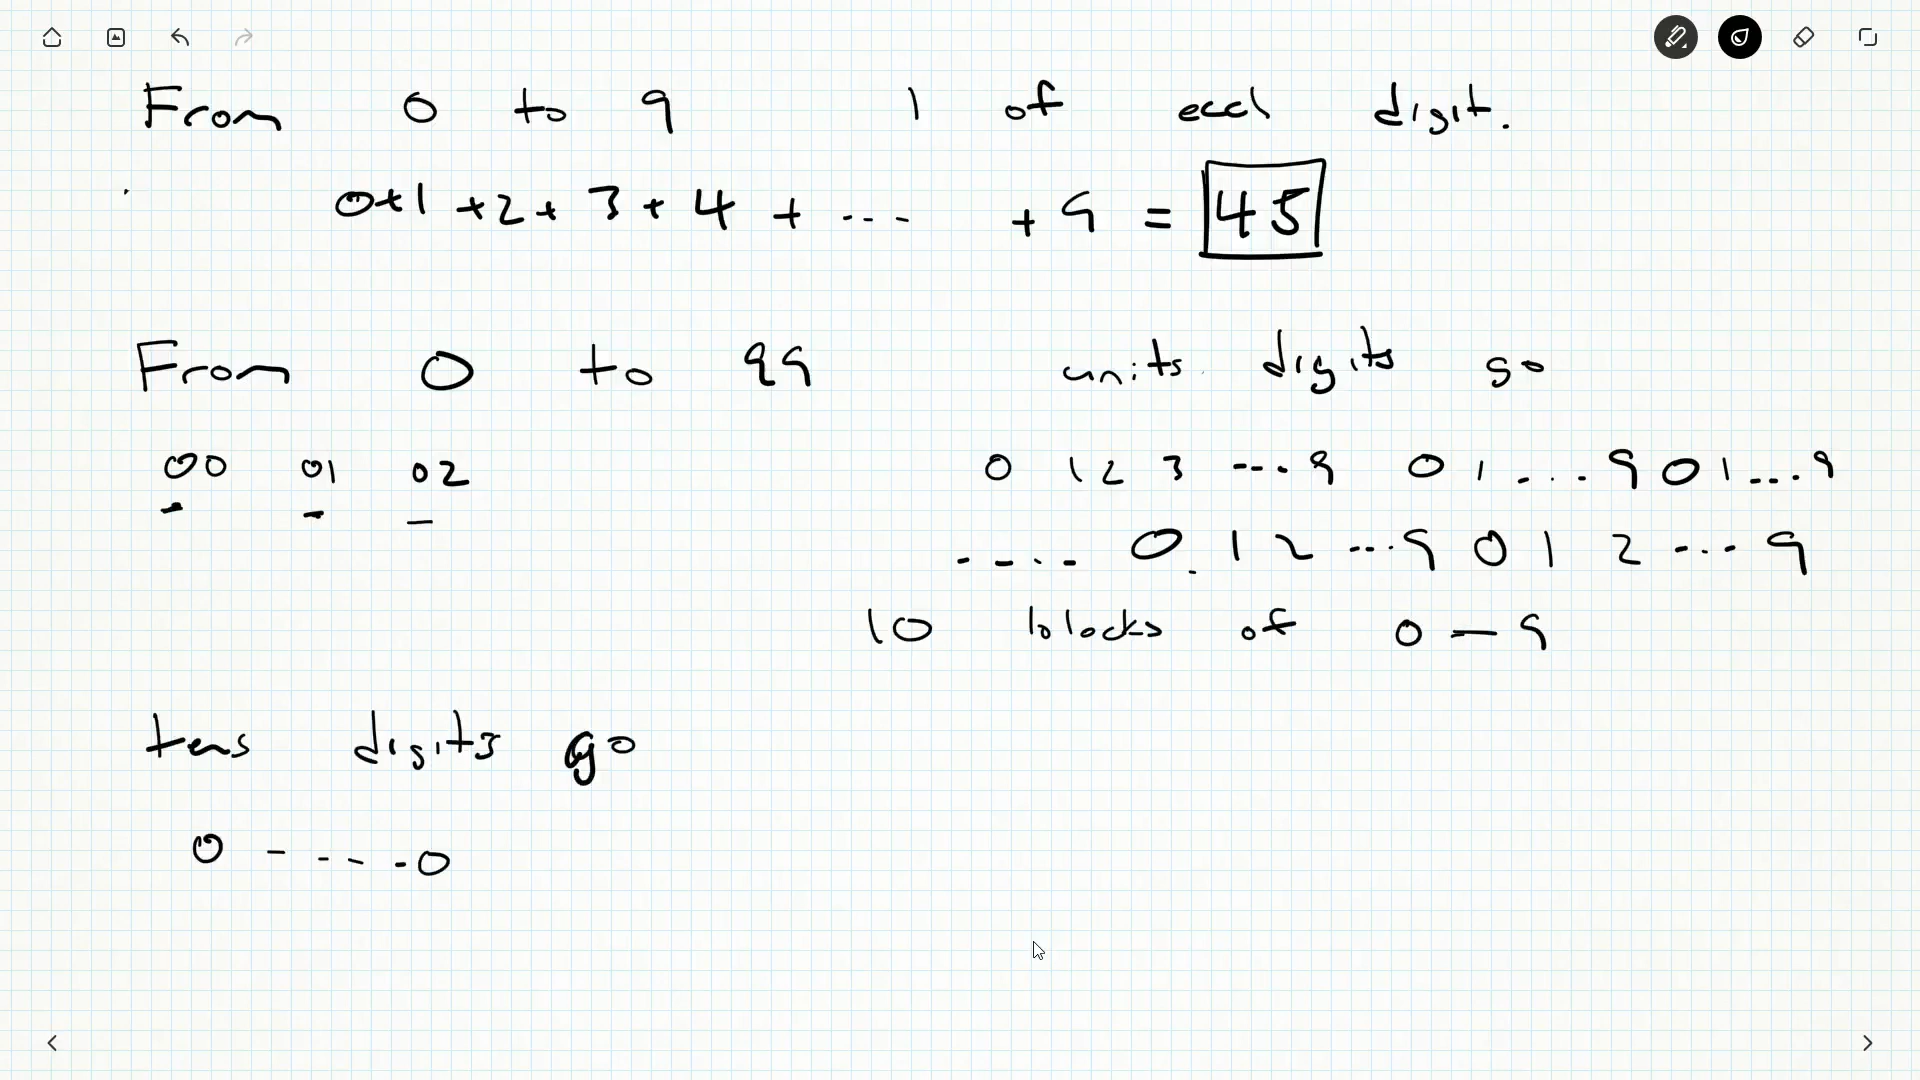 From 0 to 9 1 of each digit.
0+1+2+3+4+... +9 = 45
From 0 to 99 units digits go
00 01 02 0 1 2 3 ... 9 0 1 ... 9 0 1 ... 9
.... 0 1 2 ... 9 0 1 2 ... 9
10 blocks of 0 — 9
tens digits go
0 - - - - 0